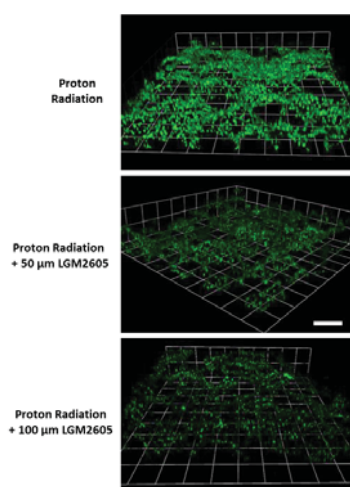 Proton
Radiation
Proton Radiation
+ 50 μm LGM2605
Proton Radiation
+ 100 μm LGM2605